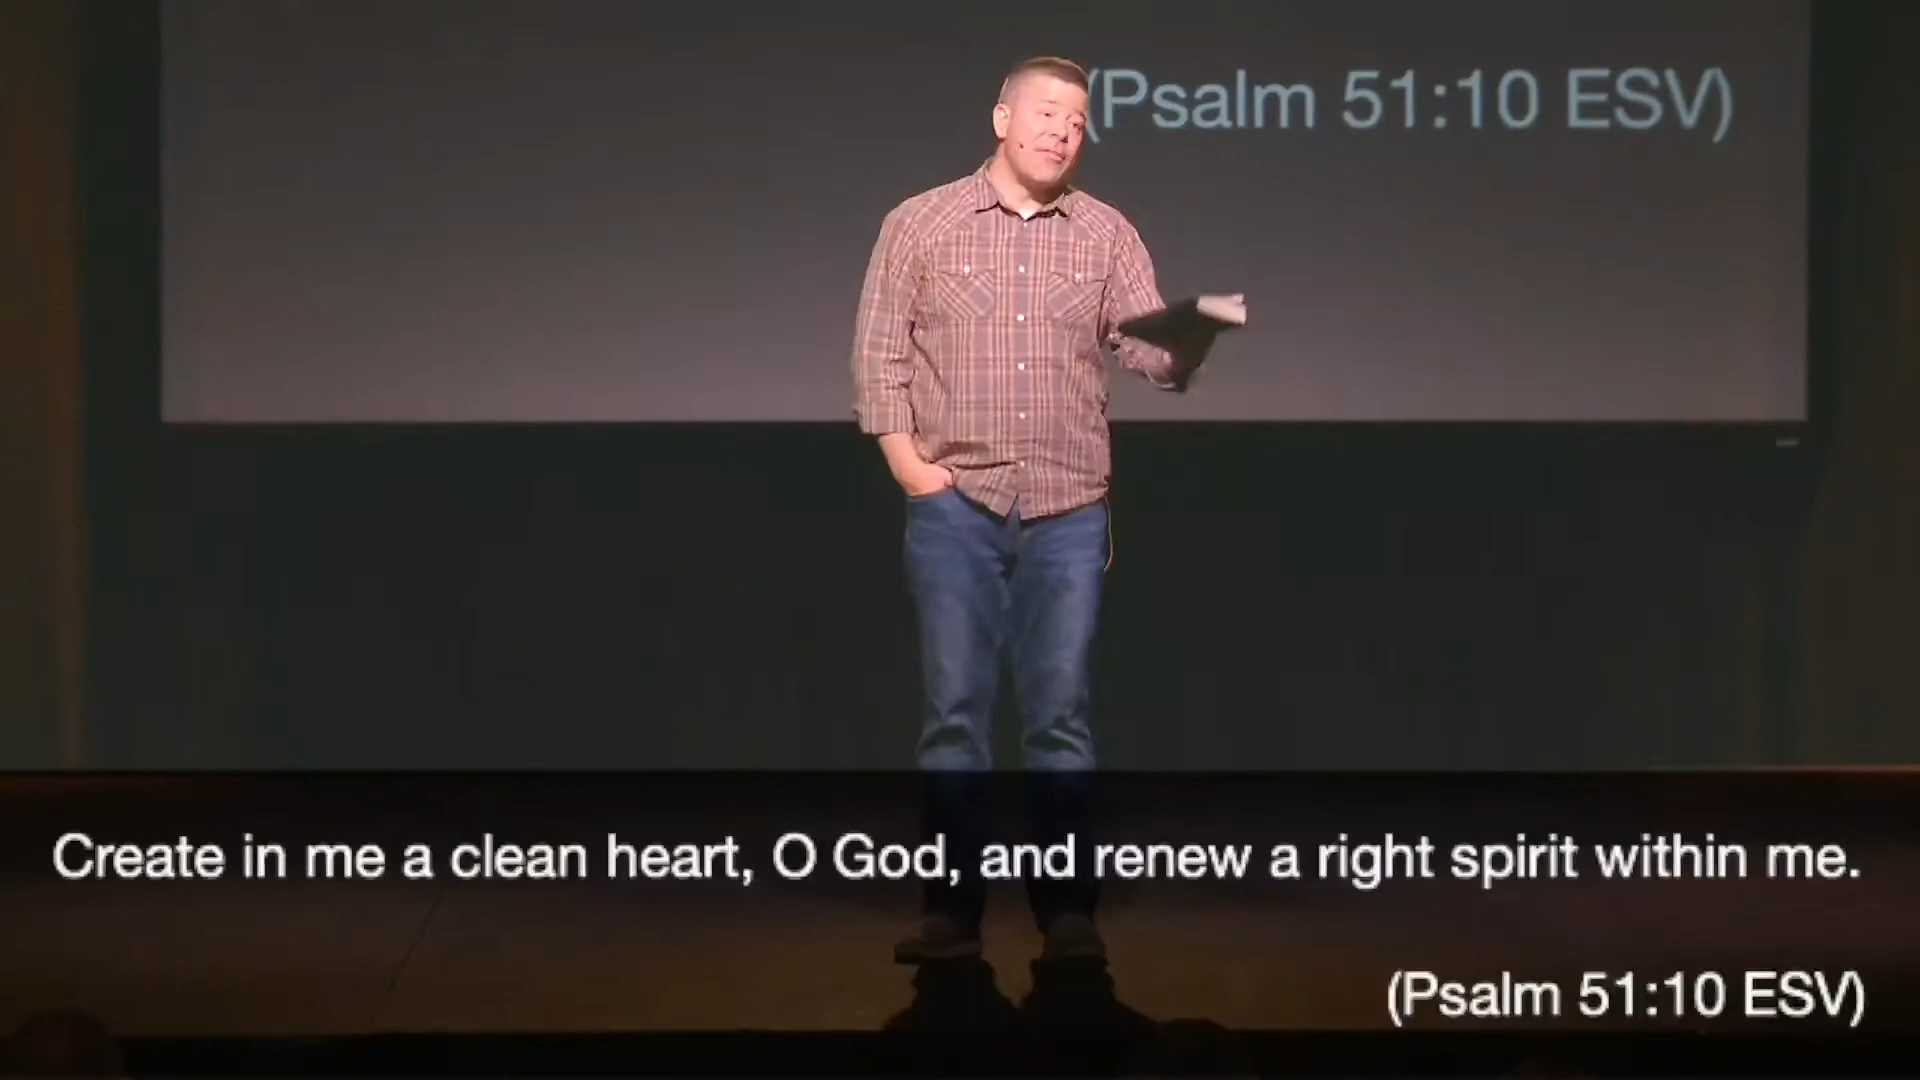 (Psalm 51:10 ESV)
Create in me a clean heart, O God, and renew a right spirit within me.
(Psalm 51:10 ESV)